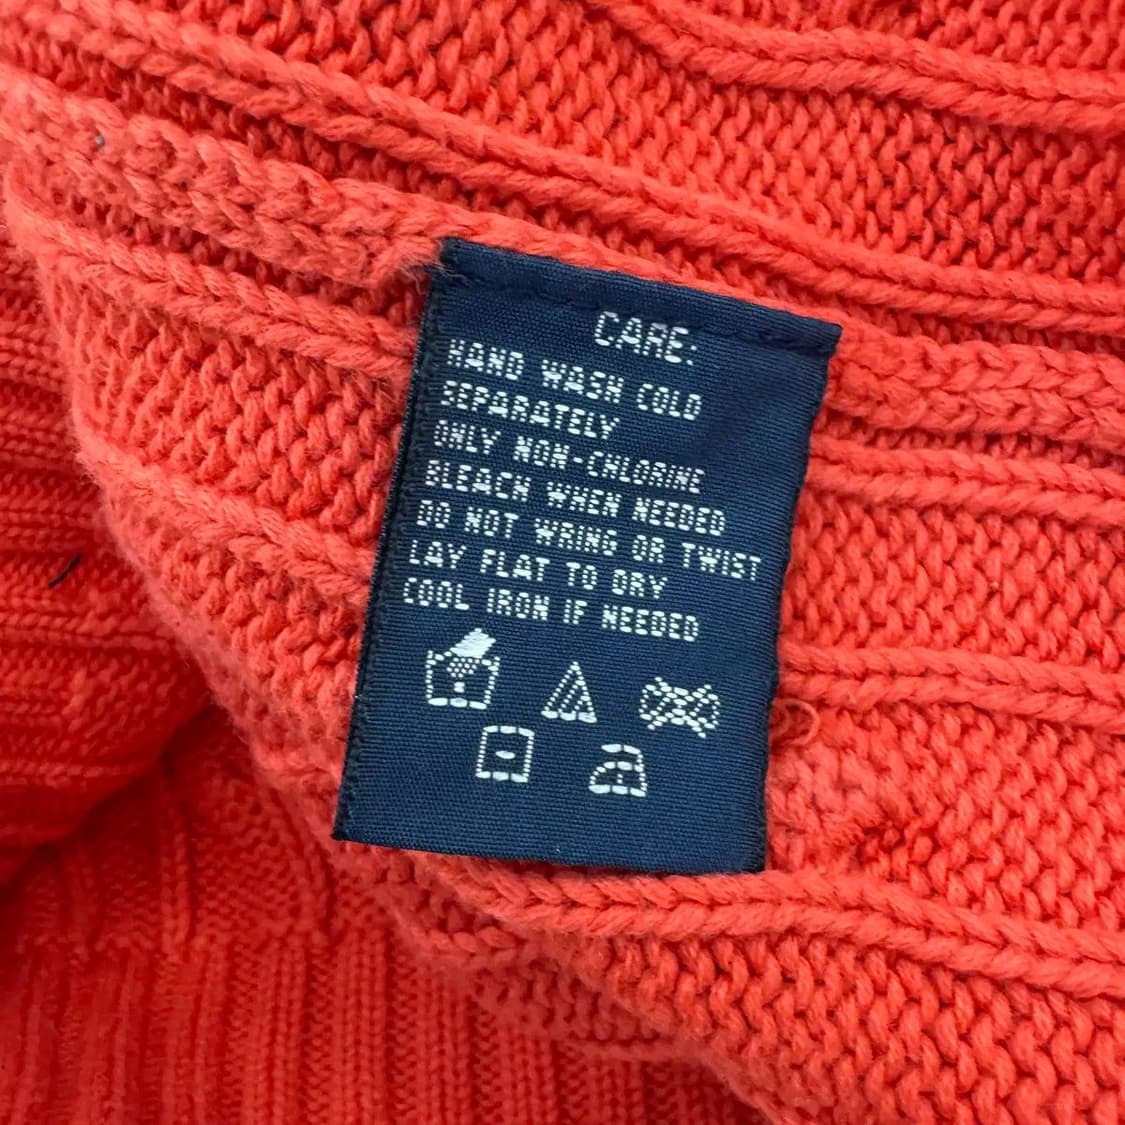 CARE:
HAND WASH COLD
SEPARATELY
ONLY NON-CHLORINE
BLEACH WHEN NEEDED
DO NOT WRING OR TWIST
LAY FLAT TO DRY
COOL IRON IF NEEDED